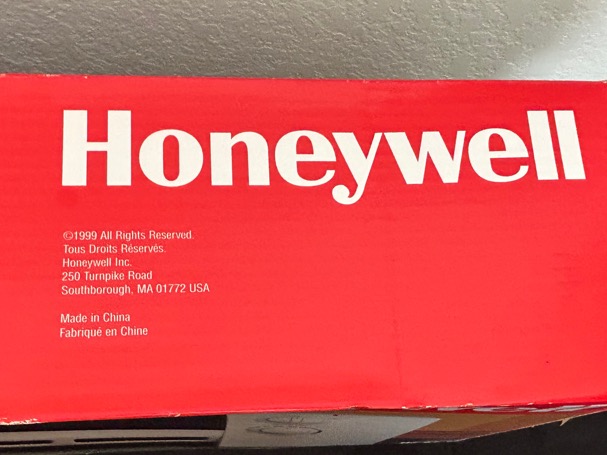 Honeywell
©1999 All Rights Reserved.
Tous Droits Réservés.
Honeywell Inc.
250 Turnpike Road
Southborough, MA 01772 USA
Made in China
Fabriqué en Chine